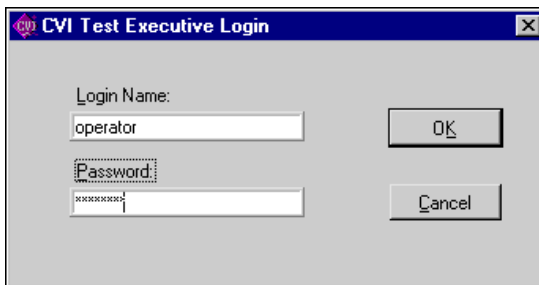 CVI Test Executive Login
Login Name:
operator
OK
Password:
********
Cancel